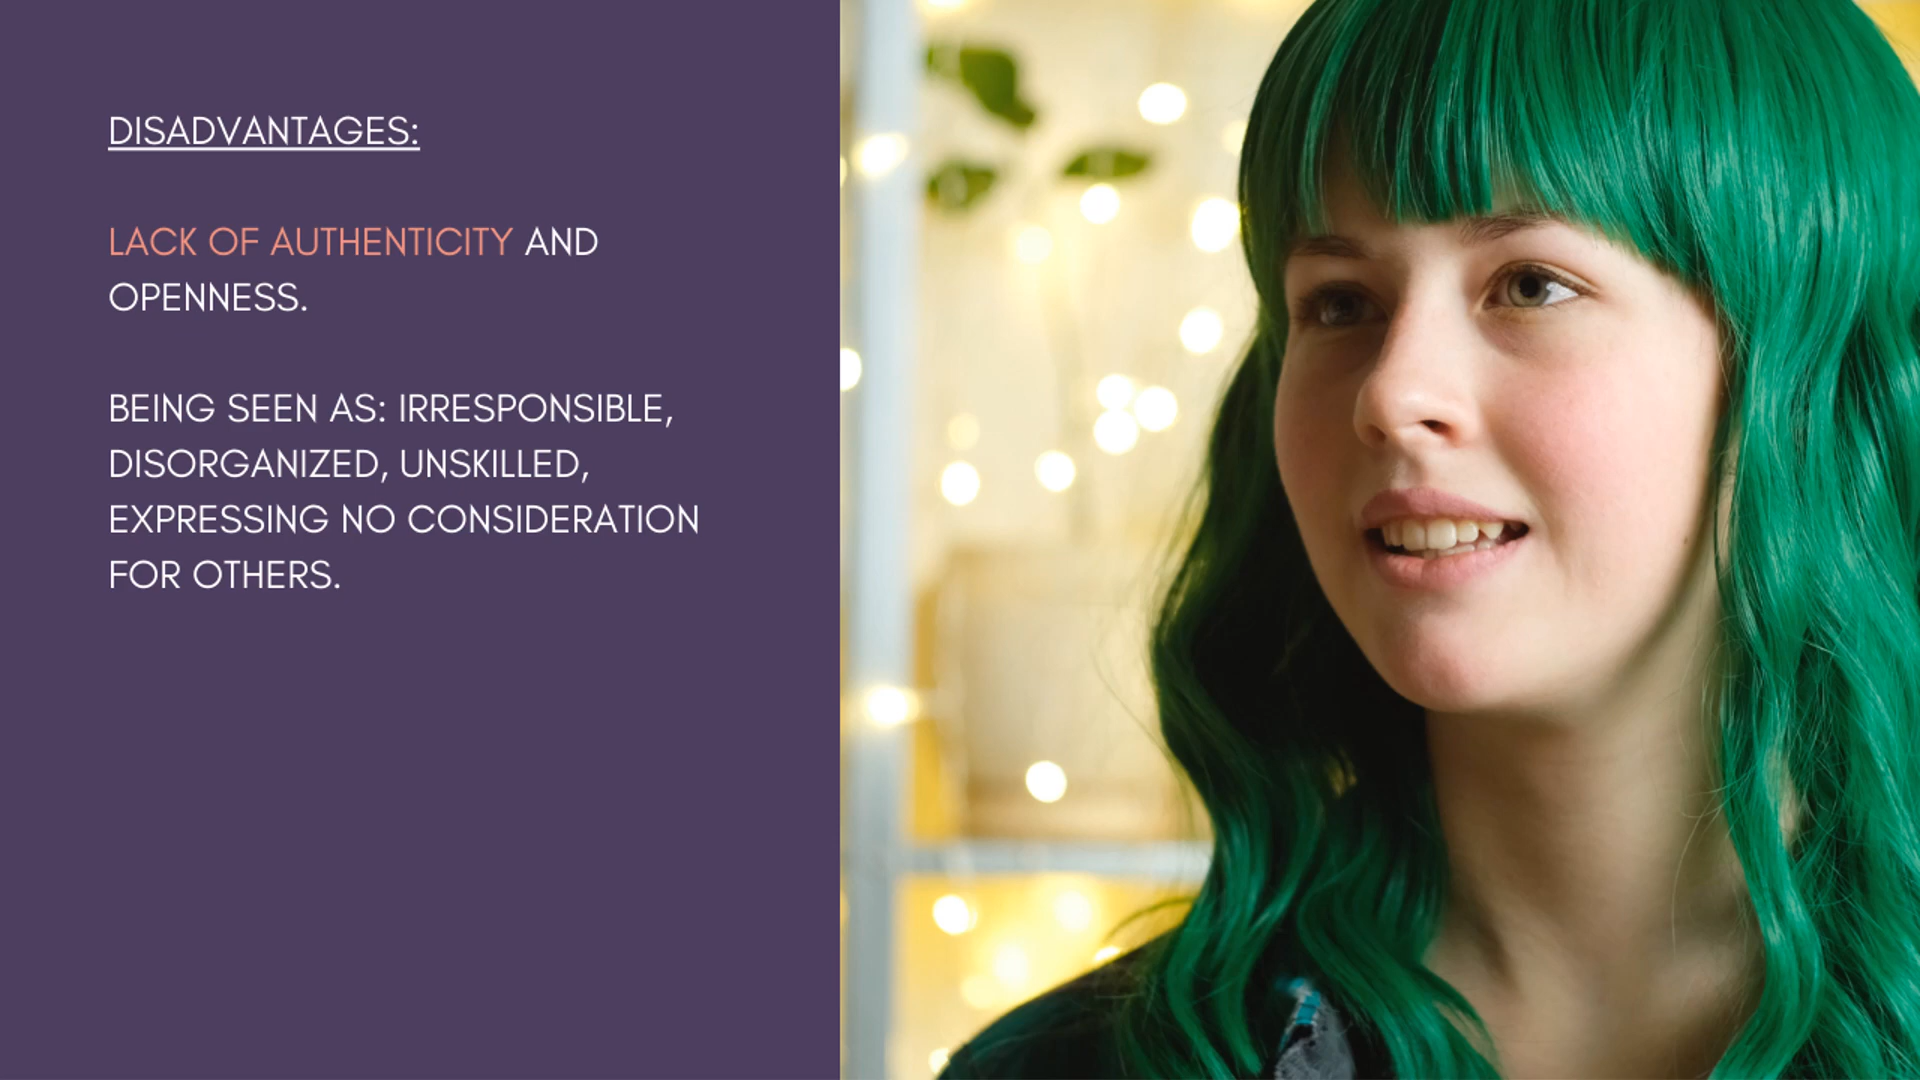 DISADVANTAGES:
LACK OF AUTHENTICITY AND
OPENNESS.
BEING SEEN AS: IRRESPONSIBLE,
DISORGANIZED, UNSKILLED,
EXPRESSING NO CONSIDERATION
FOR OTHERS.